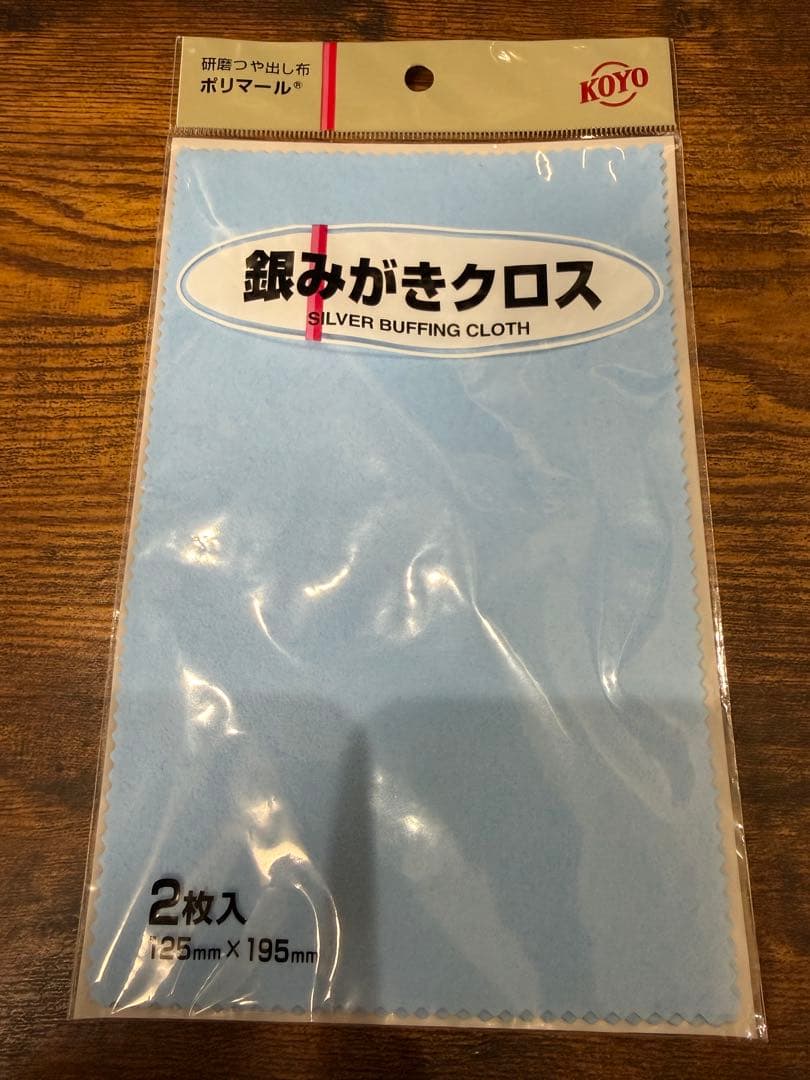 研磨つや出し布
ポリマール®
KOYO
銀みがきクロス
SILVER BUFFING CLOTH
2枚入
125mm×195mm